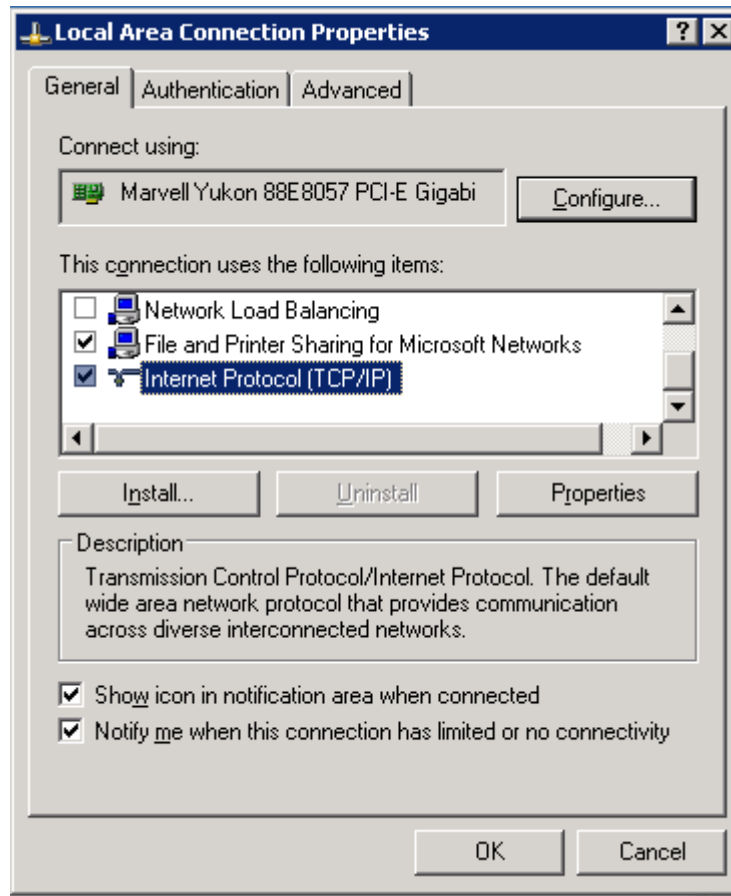 Local Area Connection Properties
General Authentication Advanced
Connect using:
Marvell Yukon 88E8057 PCI-E Gigabi Configure...
This connection uses the following items:
Network Load Balancing
File and Printer Sharing for Microsoft Networks
Internet Protocol (TCP/IP)
Install... Uninstall Properties
Description
Transmission Control Protocol/Internet Protocol. The default
wide area network protocol that provides communication
across diverse interconnected networks.
Show icon in notification area when connected
Notify me when this connection has limited or no connectivity
OK Cancel